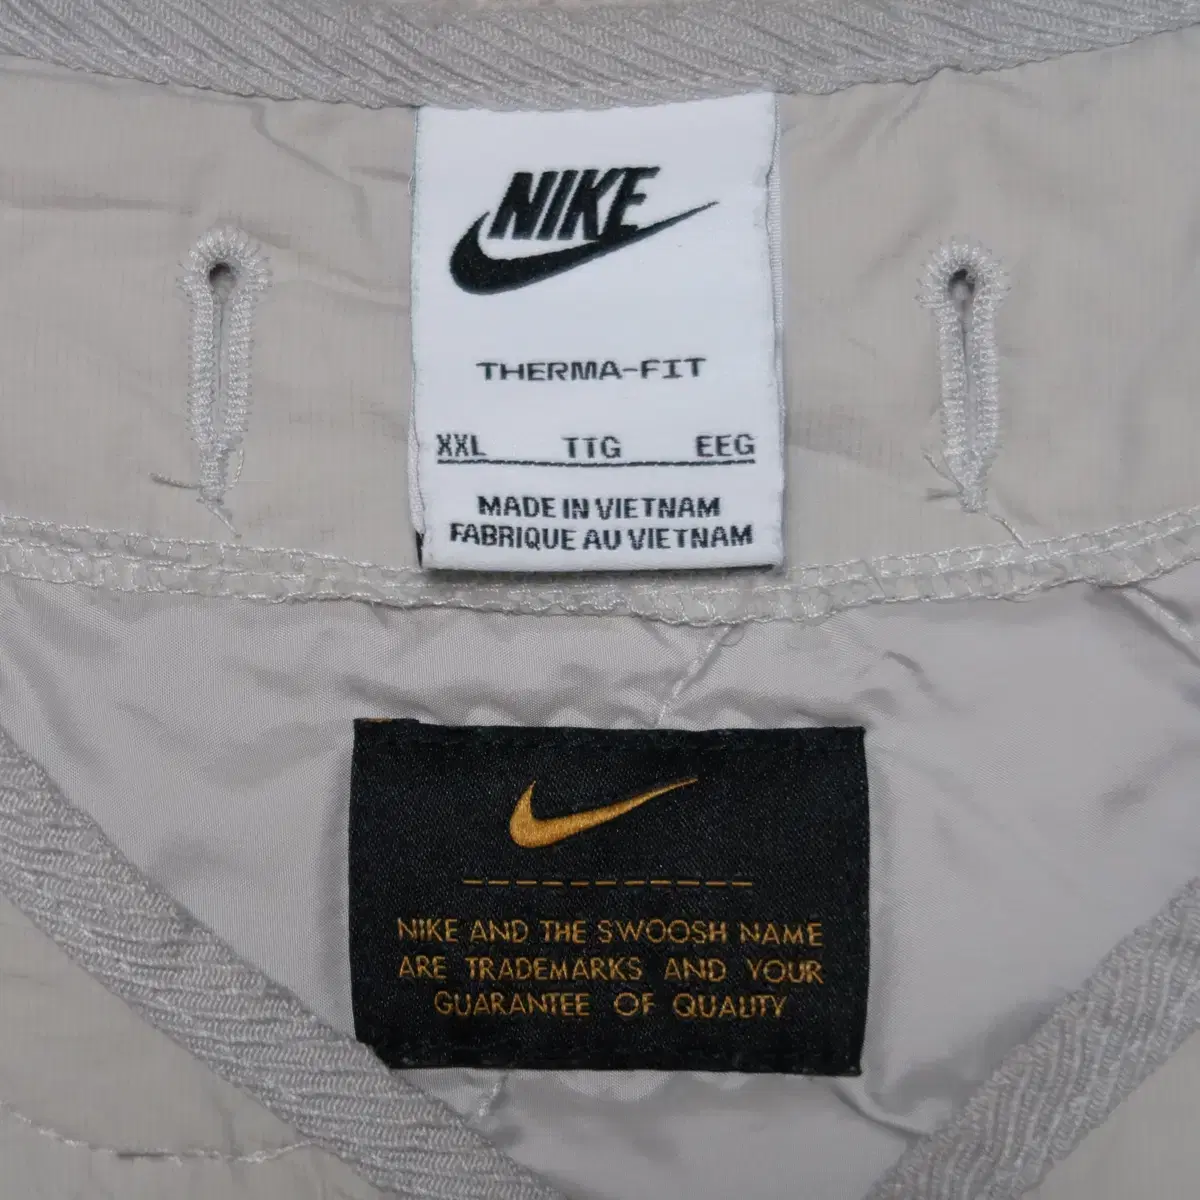 NIKE
THERMA-FIT
XXL TTG EEG
MADE IN VIETNAM
FABRIQUE AU VIETNAM
NIKE AND THE SWOOSH NAME
ARE TRADEMARKS AND YOUR
GUARANTEE OF QUALITY